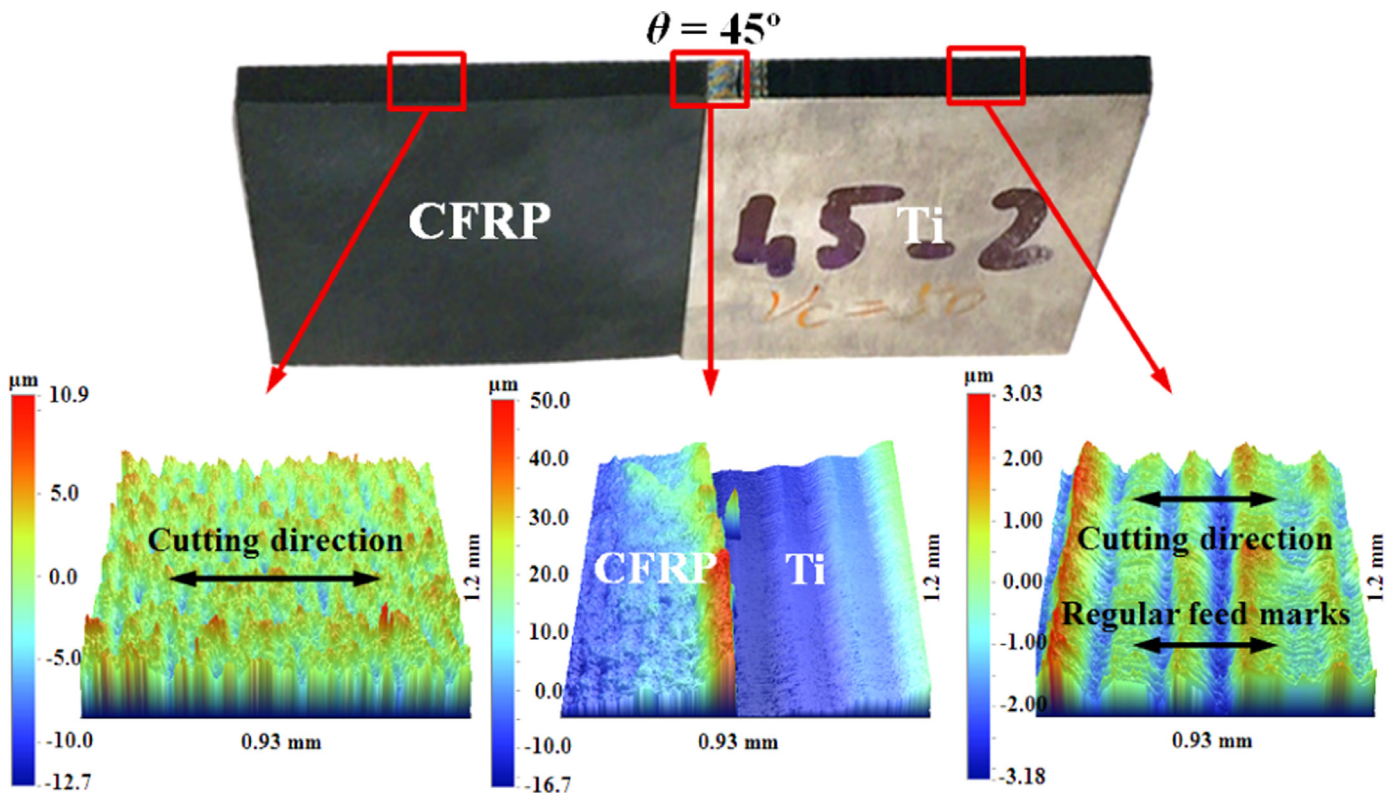 θ = 45º
CFRP
Ti
45-2
Vc = 50
µm
10.9
5.0
0.0
-5.0
-10.0
-12.7
Cutting direction
1.2 mm
0.93 mm
µm
50.0
40.0
30.0
20.0
10.0
0.0
-10.0
-16.7
CFRP
Ti
1.2 mm
0.93 mm
µm
3.03
2.00
1.00
0.00
-1.00
-2.00
-3.18
Cutting direction
Regular feed marks
1.2 mm
0.93 mm